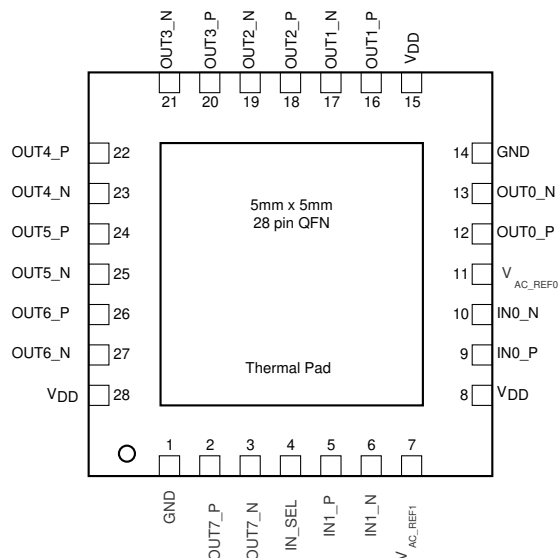 OUT3_N
OUT3_P
OUT2_N
OUT2_P
OUT1_N
OUT1_P
VDD
21
20
19
18
17
16
15
OUT4_P
22
14
GND
OUT4_N
23
13
OUT0_N
OUT5_P
24
12
OUT0_P
OUT5_N
25
11
VAC_REF0
OUT6_P
26
10
IN0_N
OUT6_N
27
9
IN0_P
VDD
28
8
VDD
5mm x 5mm
28 pin QFN
Thermal Pad
1
2
3
4
5
6
7
GND
OUT7_P
OUT7_N
IN_SEL
IN1_P
IN1_N
VAC_REF1